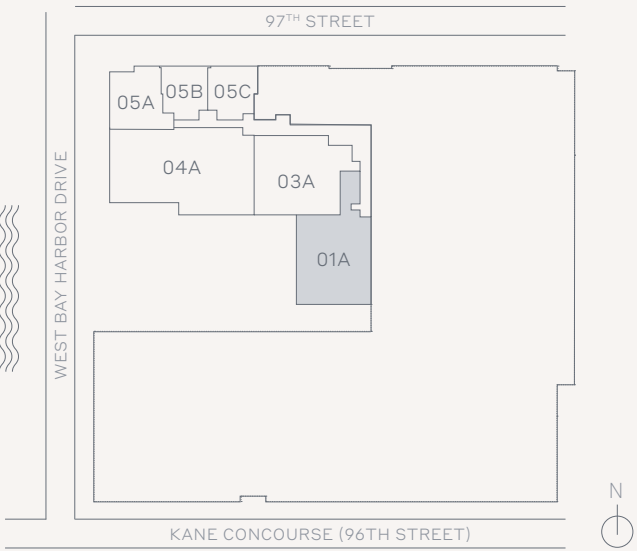 97TH STREET
05A
05B
05C
04A
03A
01A
WEST BAY HARBOR DRIVE
N
KANE CONCOURSE (96TH STREET)